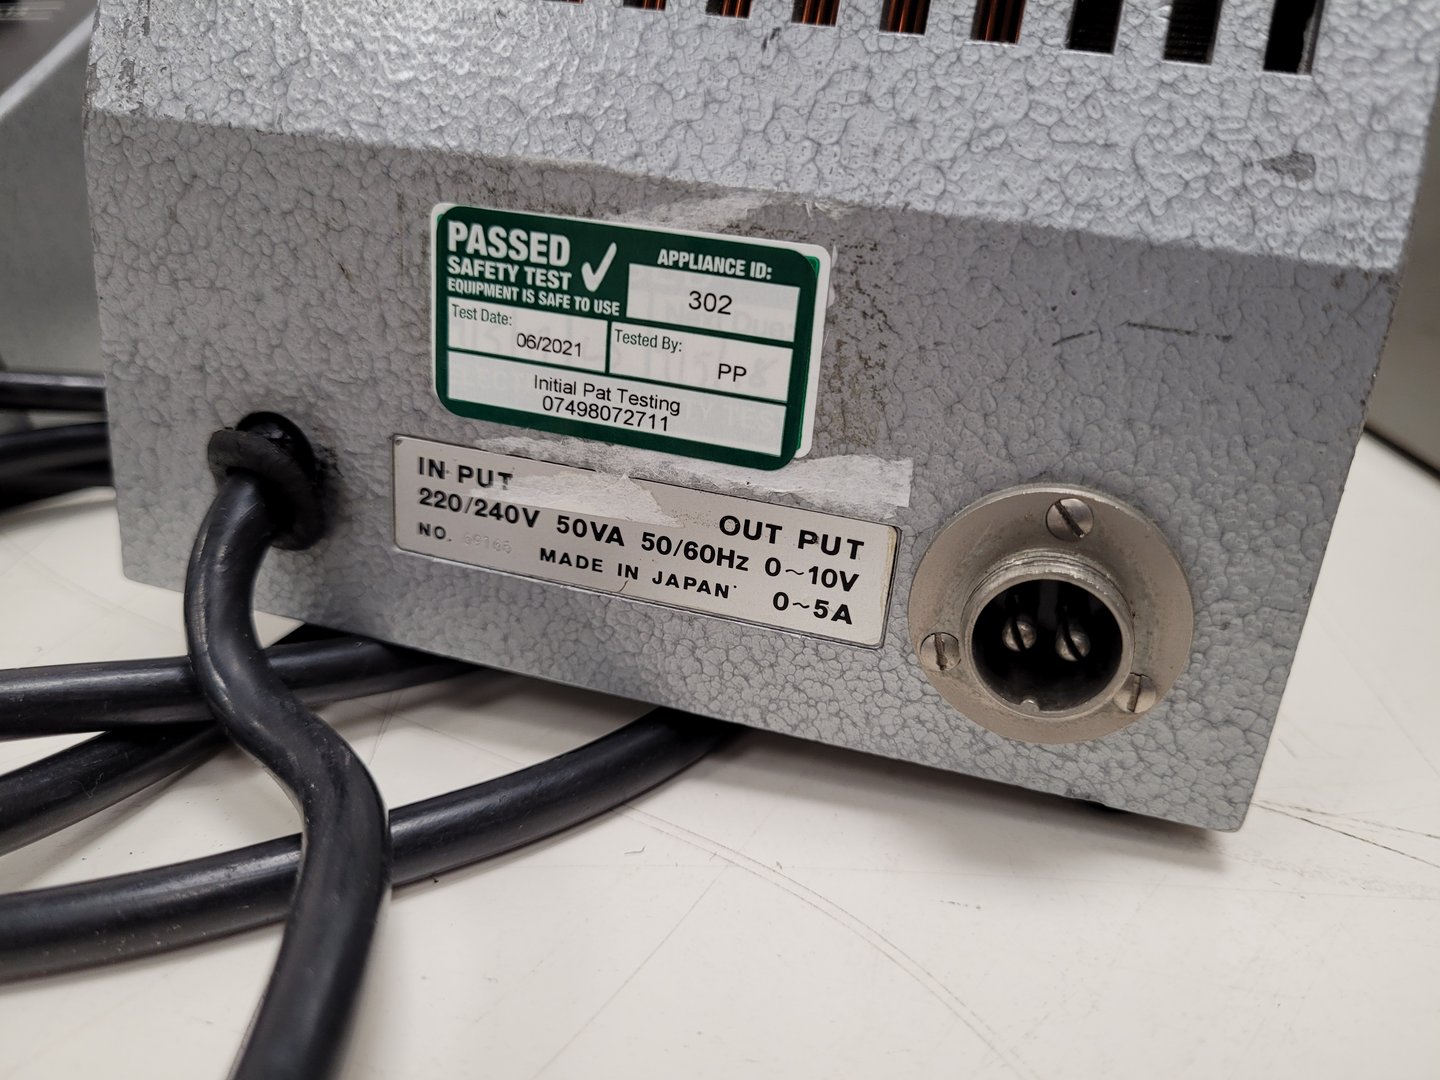 PASSED
SAFETY TEST
EQUIPMENT IS SAFE TO USE
APPLIANCE ID:
302
Test Date:
06/2021
Tested By:
PP
Initial Pat Testing
07498072711
IN PUT
220/240V 50VA 50/60Hz
NO.
MADE IN JAPAN
OUT PUT
0~10V
0~5A